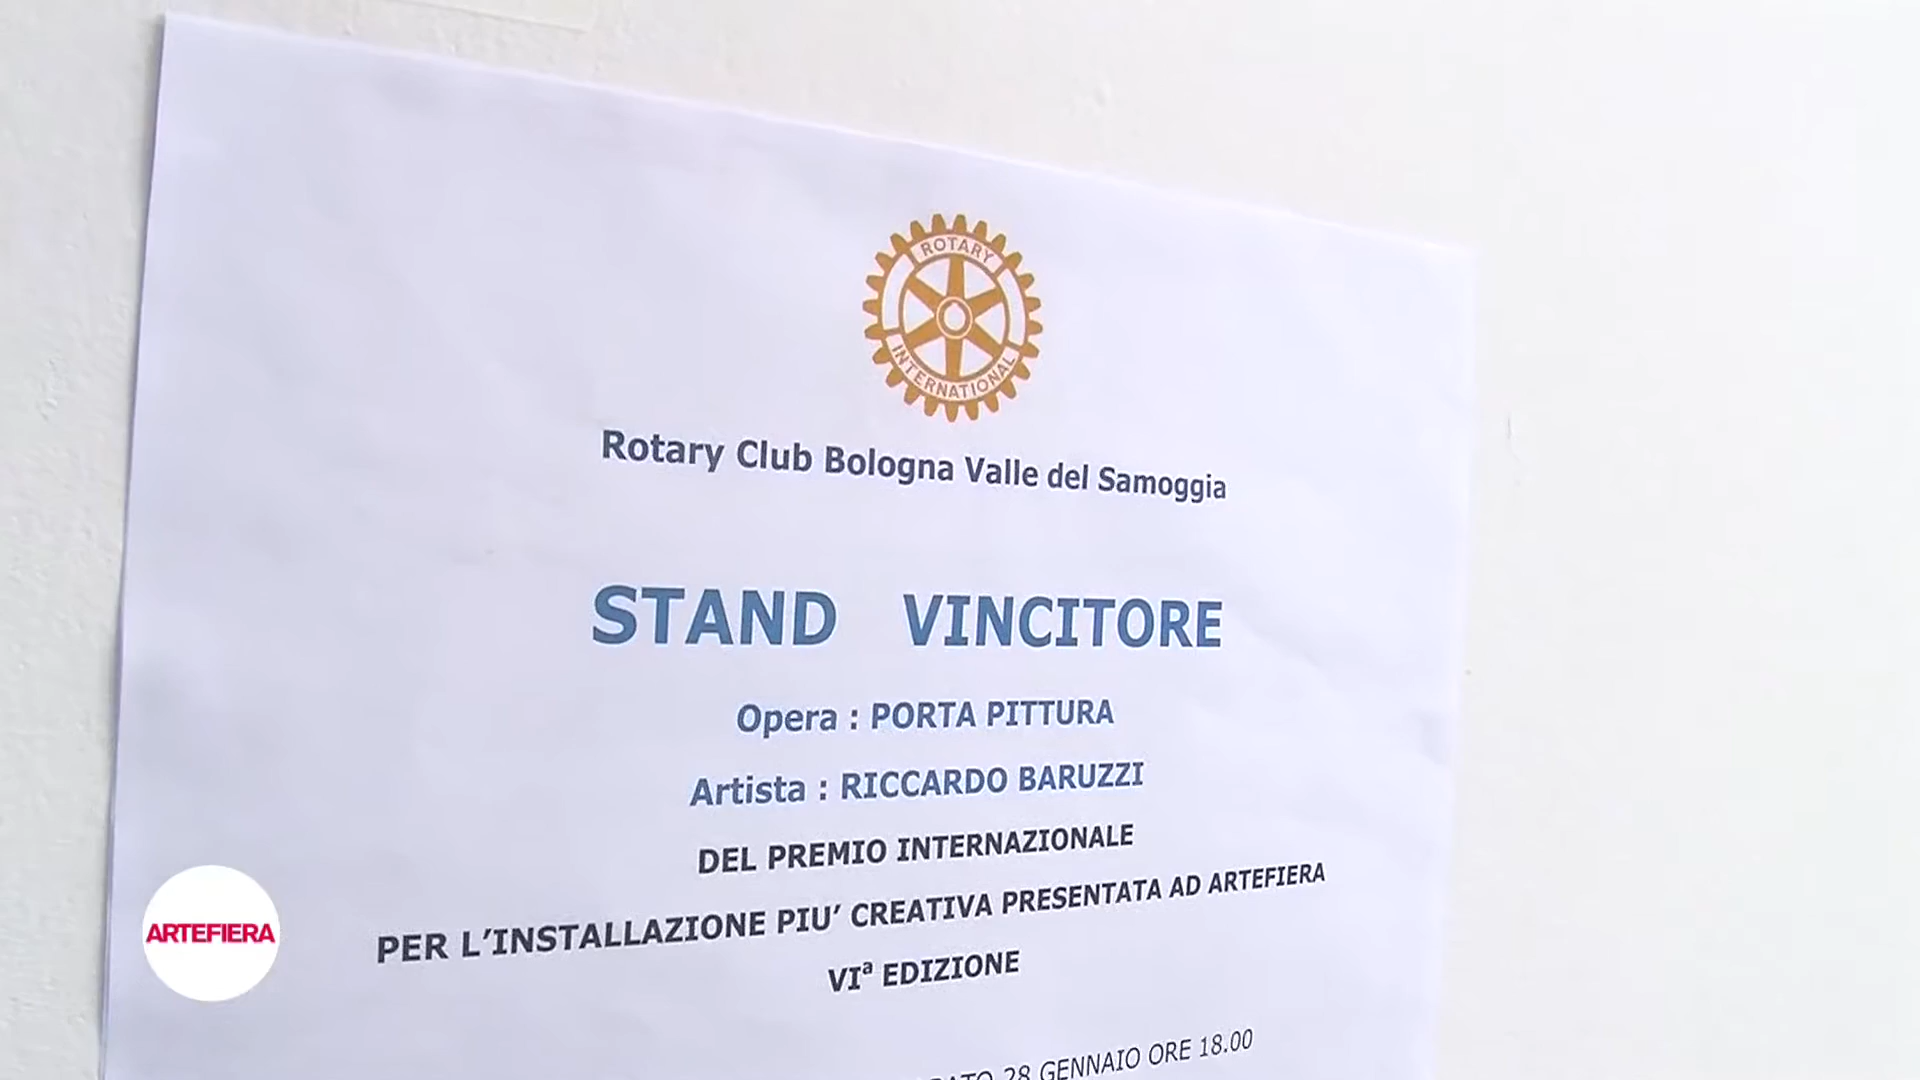 ROTARY
INTERNATIONAL
Rotary Club Bologna Valle del Samoggia
STAND VINCITORE
Opera : PORTA PITTURA
Artista : RICCARDO BARUZZI
DEL PREMIO INTERNAZIONALE
PER L’INSTALLAZIONE PIU’ CREATIVA PRESENTATA AD ARTEFIERA
VIª EDIZIONE
28 GENNAIO ORE 18.00
ARTEFIERA